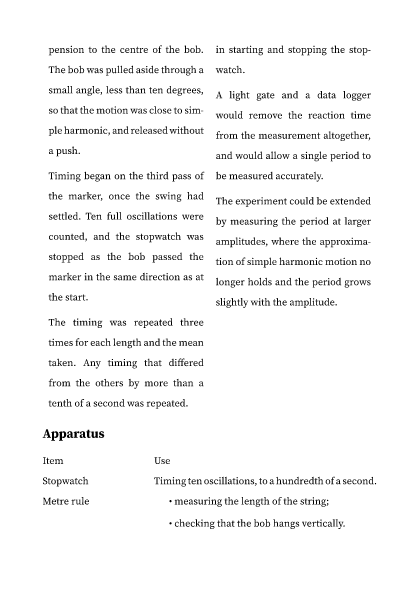 pension to the centre of the bob.
The bob was pulled aside through a
small angle, less than ten degrees,
so that the motion was close to sim-
ple harmonic, and released without
a push.
Timing began on the third pass of
the marker, once the swing had
settled. Ten full oscillations were
counted, and the stopwatch was
stopped as the bob passed the
marker in the same direction as at
the start.
The timing was repeated three
times for each length and the mean
taken. Any timing that differed
from the others by more than a
tenth of a second was repeated.
in starting and stopping the stop-
watch.
A light gate and a data logger
would remove the reaction time
from the measurement altogether,
and would allow a single period to
be measured accurately.
The experiment could be extended
by measuring the period at larger
amplitudes, where the approxima-
tion of simple harmonic motion no
longer holds and the period grows
slightly with the amplitude.
Apparatus
Item Use
Stopwatch Timing ten oscillations, to a hundredth of a second.
Metre rule • measuring the length of the string;
• checking that the bob hangs vertically.